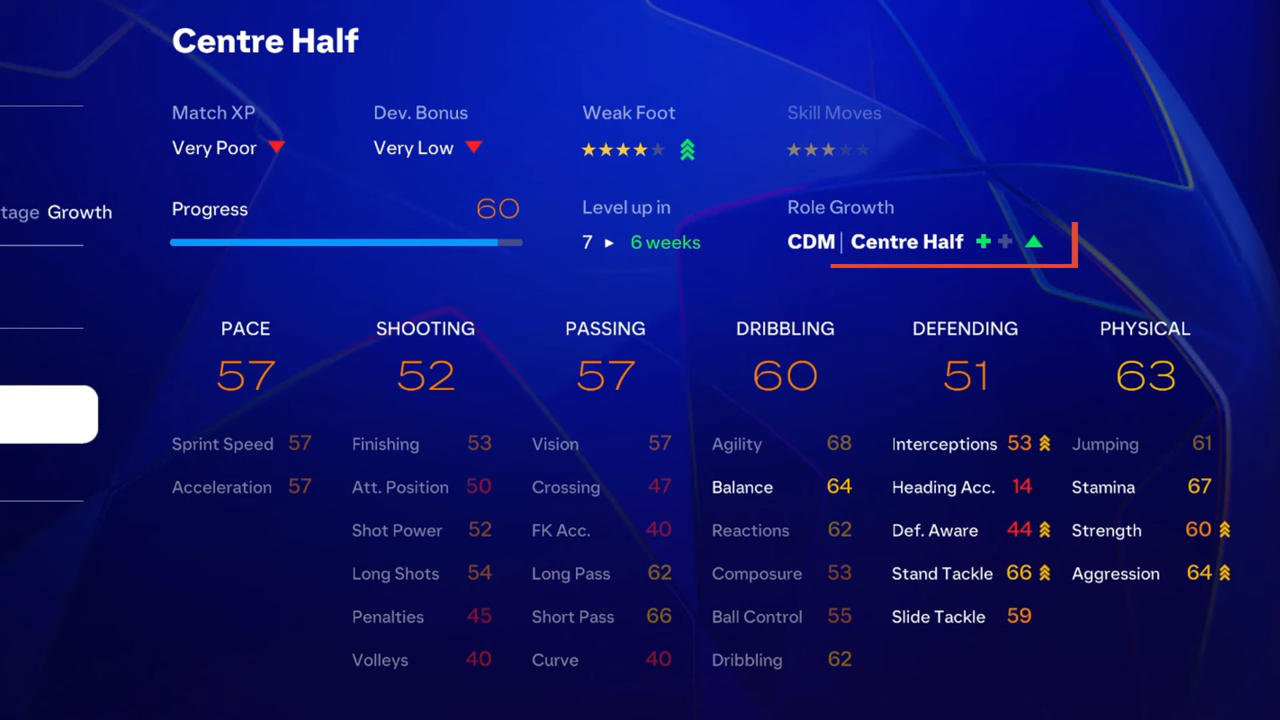 Centre Half
Match XP Dev. Bonus Weak Foot Skill Moves
Very Poor Very Low
tage Growth
Progress 60 Level up in Role Growth
7 ▸ 6 weeks CDM | Centre Half
PACE SHOOTING PASSING DRIBBLING DEFENDING PHYSICAL
57 52 57 60 51 63
Sprint Speed 57 Finishing 53 Vision 57 Agility 68 Interceptions 53 Jumping 61
Acceleration 57 Att. Position 50 Crossing 47 Balance 64 Heading Acc. 14 Stamina 67
Shot Power 52 FK Acc. 40 Reactions 62 Def. Aware 44 Strength 60
Long Shots 54 Long Pass 62 Composure 53 Stand Tackle 66 Aggression 64
Penalties 45 Short Pass 66 Ball Control 55 Slide Tackle 59
Volleys 40 Curve 40 Dribbling 62